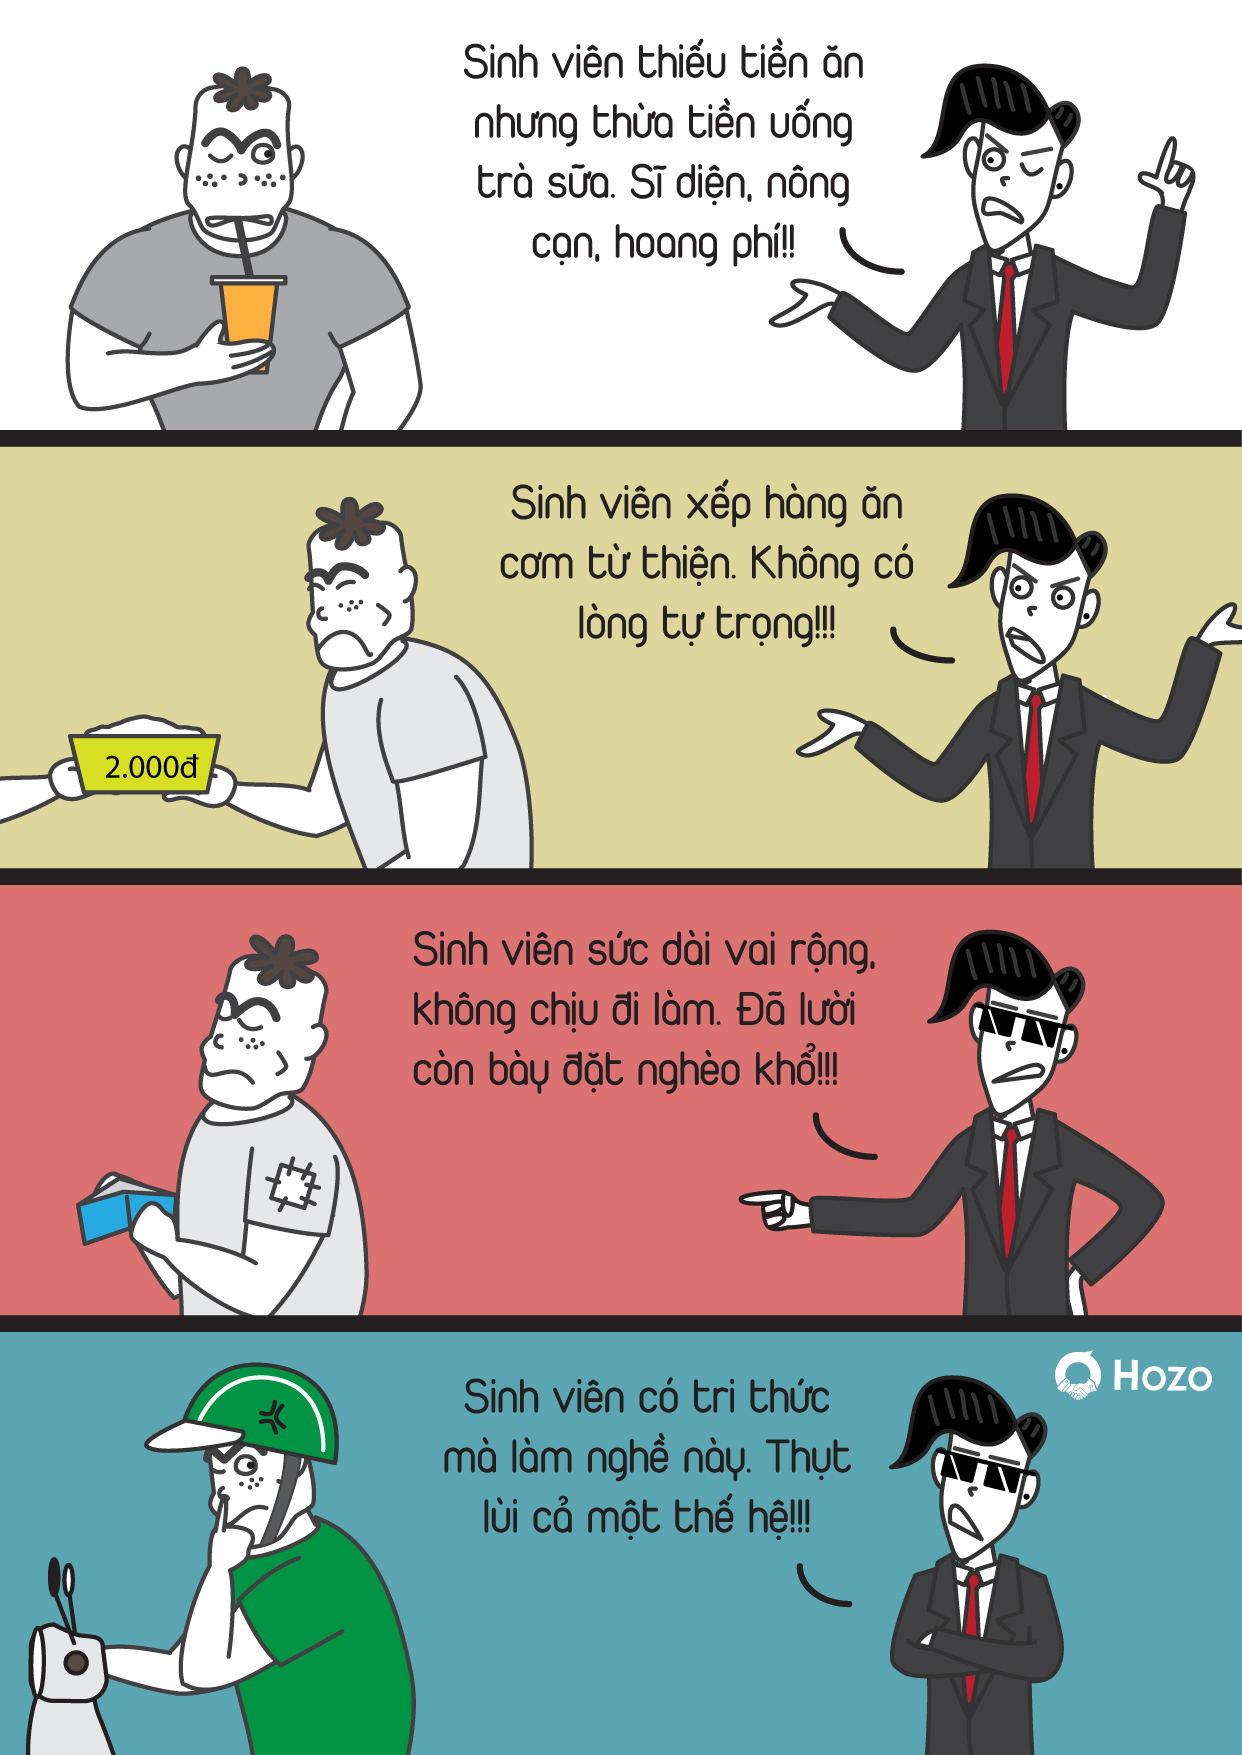 Sinh viên thiếu tiền ăn
nhưng thừa tiền uống
trà sữa. Sĩ diện, nông
cạn, hoang phí!!
Sinh viên xếp hàng ăn
cơm từ thiện. Không có
lòng tự trọng!!!
2.000đ
Sinh viên sức dài vai rộng,
không chịu đi làm. Đã lười
còn bày đặt nghèo khổ!!!
Hozo
Sinh viên có tri thức
mà làm nghề này. Thụt
lùi cả một thế hệ!!!